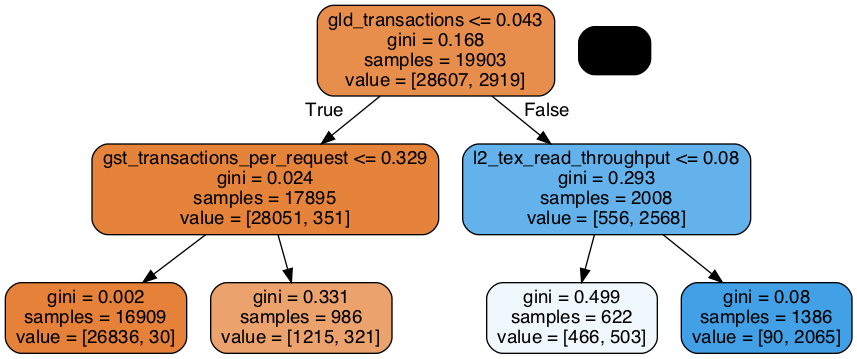 gld_transactions <= 0.043
gini = 0.168
samples = 19903
value = [28607, 2919]
True
False
gst_transactions_per_request <= 0.329
gini = 0.024
samples = 17895
value = [28051, 351]
l2_tex_read_throughput <= 0.08
gini = 0.293
samples = 2008
value = [556, 2568]
gini = 0.002
samples = 16909
value = [26836, 30]
gini = 0.331
samples = 986
value = [1215, 321]
gini = 0.499
samples = 622
value = [466, 503]
gini = 0.08
samples = 1386
value = [90, 2065]